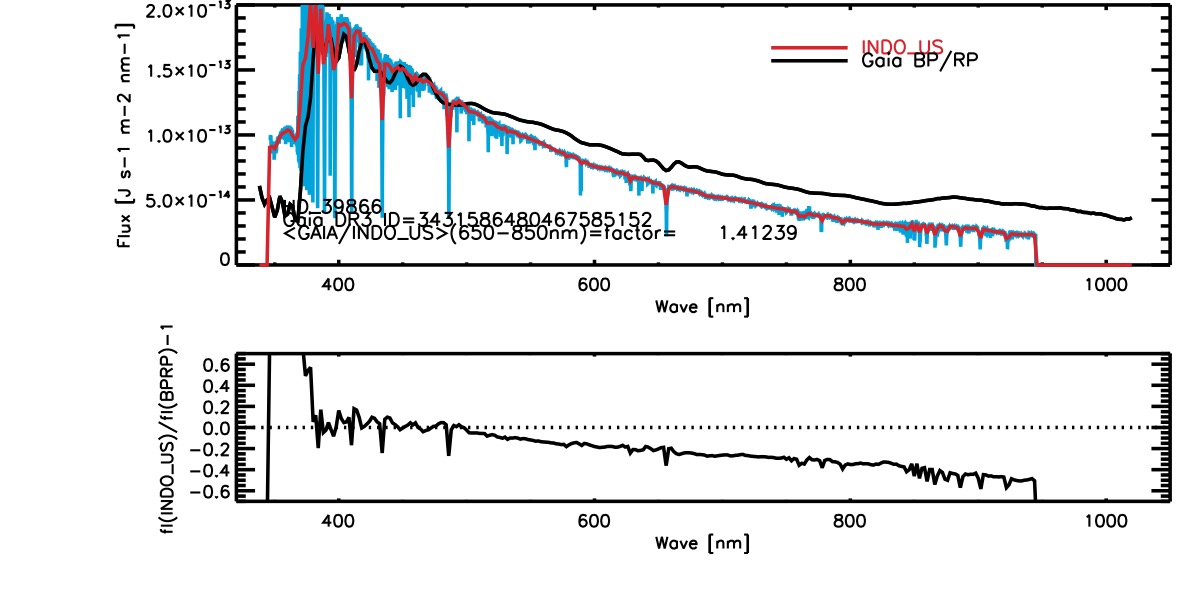 2.0×10−13
1.5×10−13
1.0×10−13
5.0×10−14
0
Flux [J s−1 m−2 nm−1]
INDO_US
Gaia BP/RP
HD_39866
Gaia DR3 ID=3431586480467585152
<GAIA/INDO_US>(650−850nm)=factor= 1.41239
400 600 800 1000
Wave [nm]
0.6
0.4
0.2
0.0
−0.2
−0.4
−0.6
fl(INDO_US)/fl(BPRP)−1
400 600 800 1000
Wave [nm]